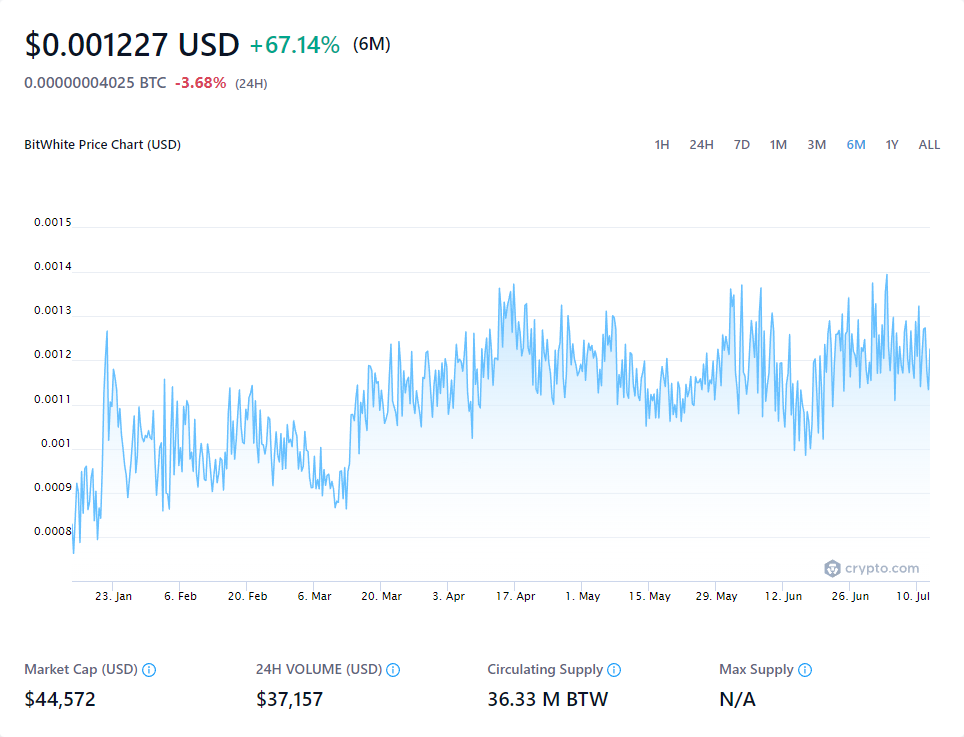 $0.001227 USD +67.14% (6M)
0.00000004025 BTC -3.68% (24H)
BitWhite Price Chart (USD) 1H 24H 7D 1M 3M 6M 1Y ALL
0.0015
0.0014
0.0013
0.0012
0.0011
0.001
0.0009
0.0008
crypto.com
23. Jan 6. Feb 20. Feb 6. Mar 20. Mar 3. Apr 17. Apr 1. May 15. May 29. May 12. Jun 26. Jun 10. Jul
Market Cap (USD) 24H VOLUME (USD) Circulating Supply Max Supply
$44,572 $37,157 36.33 M BTW N/A